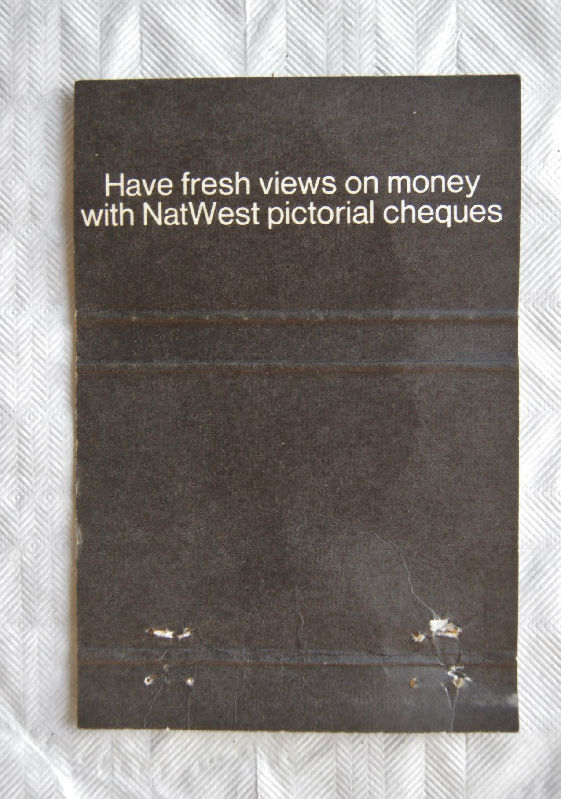 Have fresh views on money
with NatWest pictorial cheques